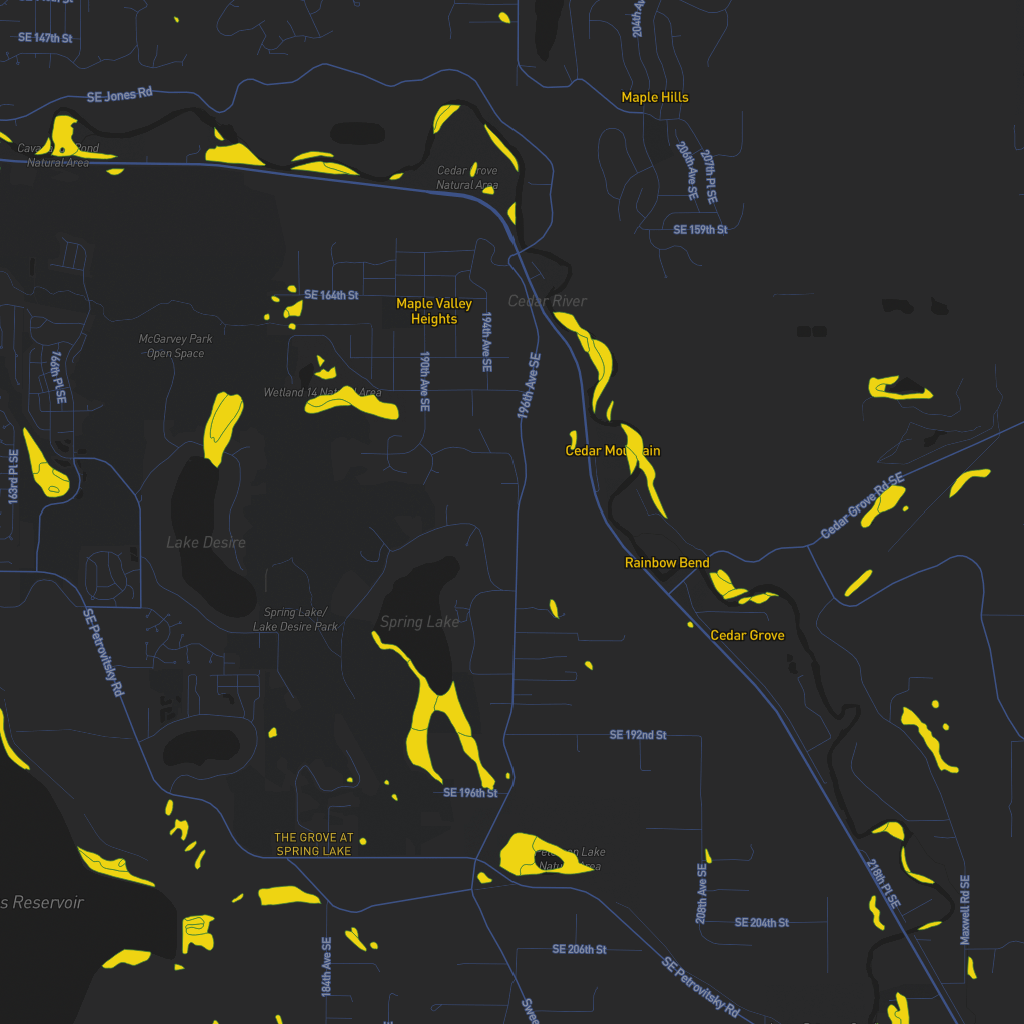 SE 147th St
204th A
SE Jones Rd
Maple Hills
Pond
Natural Area
206th Ave SE
207th Pl SE
Cedar Grove
Natural Area
SE 159th St
SE 164th St
Maple Valley
Heights
Cedar River
194th Ave SE
McGarvey Park
Open Space
166th Pl SE
190th Ave SE
196th Ave SE
Wetland 14 Natural Area
163rd Pl SE
Cedar Mountain
Cedar Grove Rd SE
Lake Desire
Rainbow Bend
Spring Lake/
Lake Desire Park
Spring Lake
Cedar Grove
SE Petrovitsky Rd
SE 192nd St
SE 196th St
THE GROVE AT
SPRING LAKE
Lake
Area
208th Ave SE
218th Pl SE
Maxwell Rd SE
s Reservoir
SE 204th St
184th Ave SE
SE 206th St
SE Petrovitsky Rd
Swee